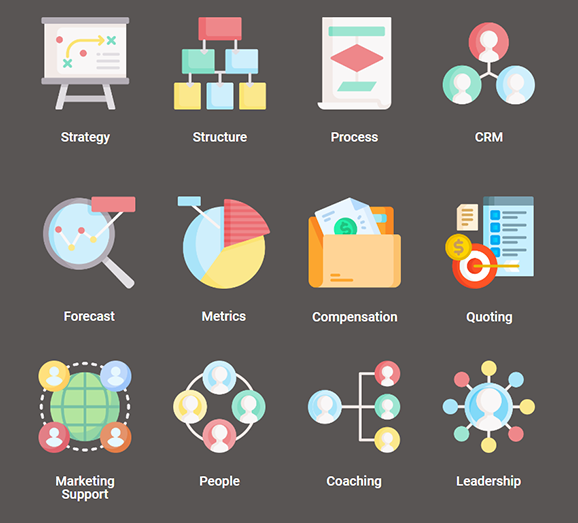 Strategy
Structure
Process
CRM
Forecast
Metrics
Compensation
Quoting
Marketing
Support
People
Coaching
Leadership